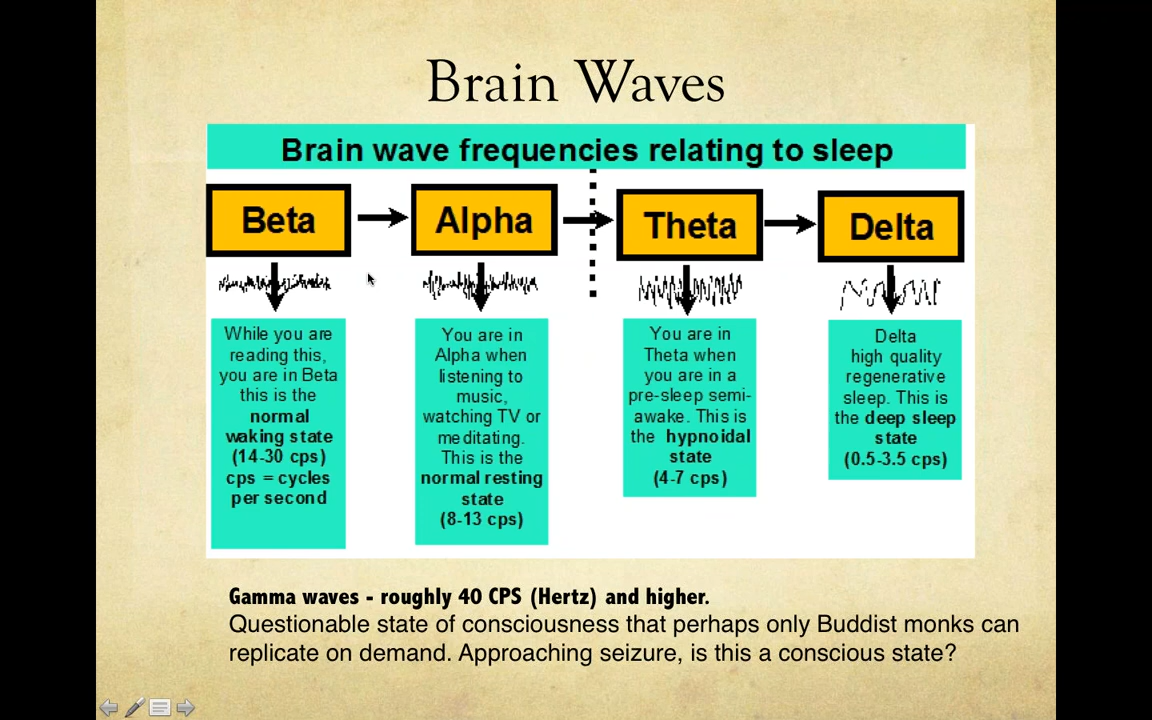 Brain Waves
Brain wave frequencies relating to sleep
Beta
Alpha
Theta
Delta
While you are
reading this,
you are in Beta
this is the
normal
waking state
(14-30 cps)
cps = cycles
per second
You are in
Alpha when
listening to
music,
watching TV or
meditating.
This is the
normal resting
state
(8-13 cps)
You are in
Theta when
you are in a
pre-sleep semi-
awake. This is
the hypnoidal
state
(4-7 cps)
Delta
high quality
regenerative
sleep. This is
the deep sleep
state
(0.5-3.5 cps)
Gamma waves - roughly 40 CPS (Hertz) and higher.
Questionable state of consciousness that perhaps only Buddist monks can
replicate on demand. Approaching seizure, is this a conscious state?